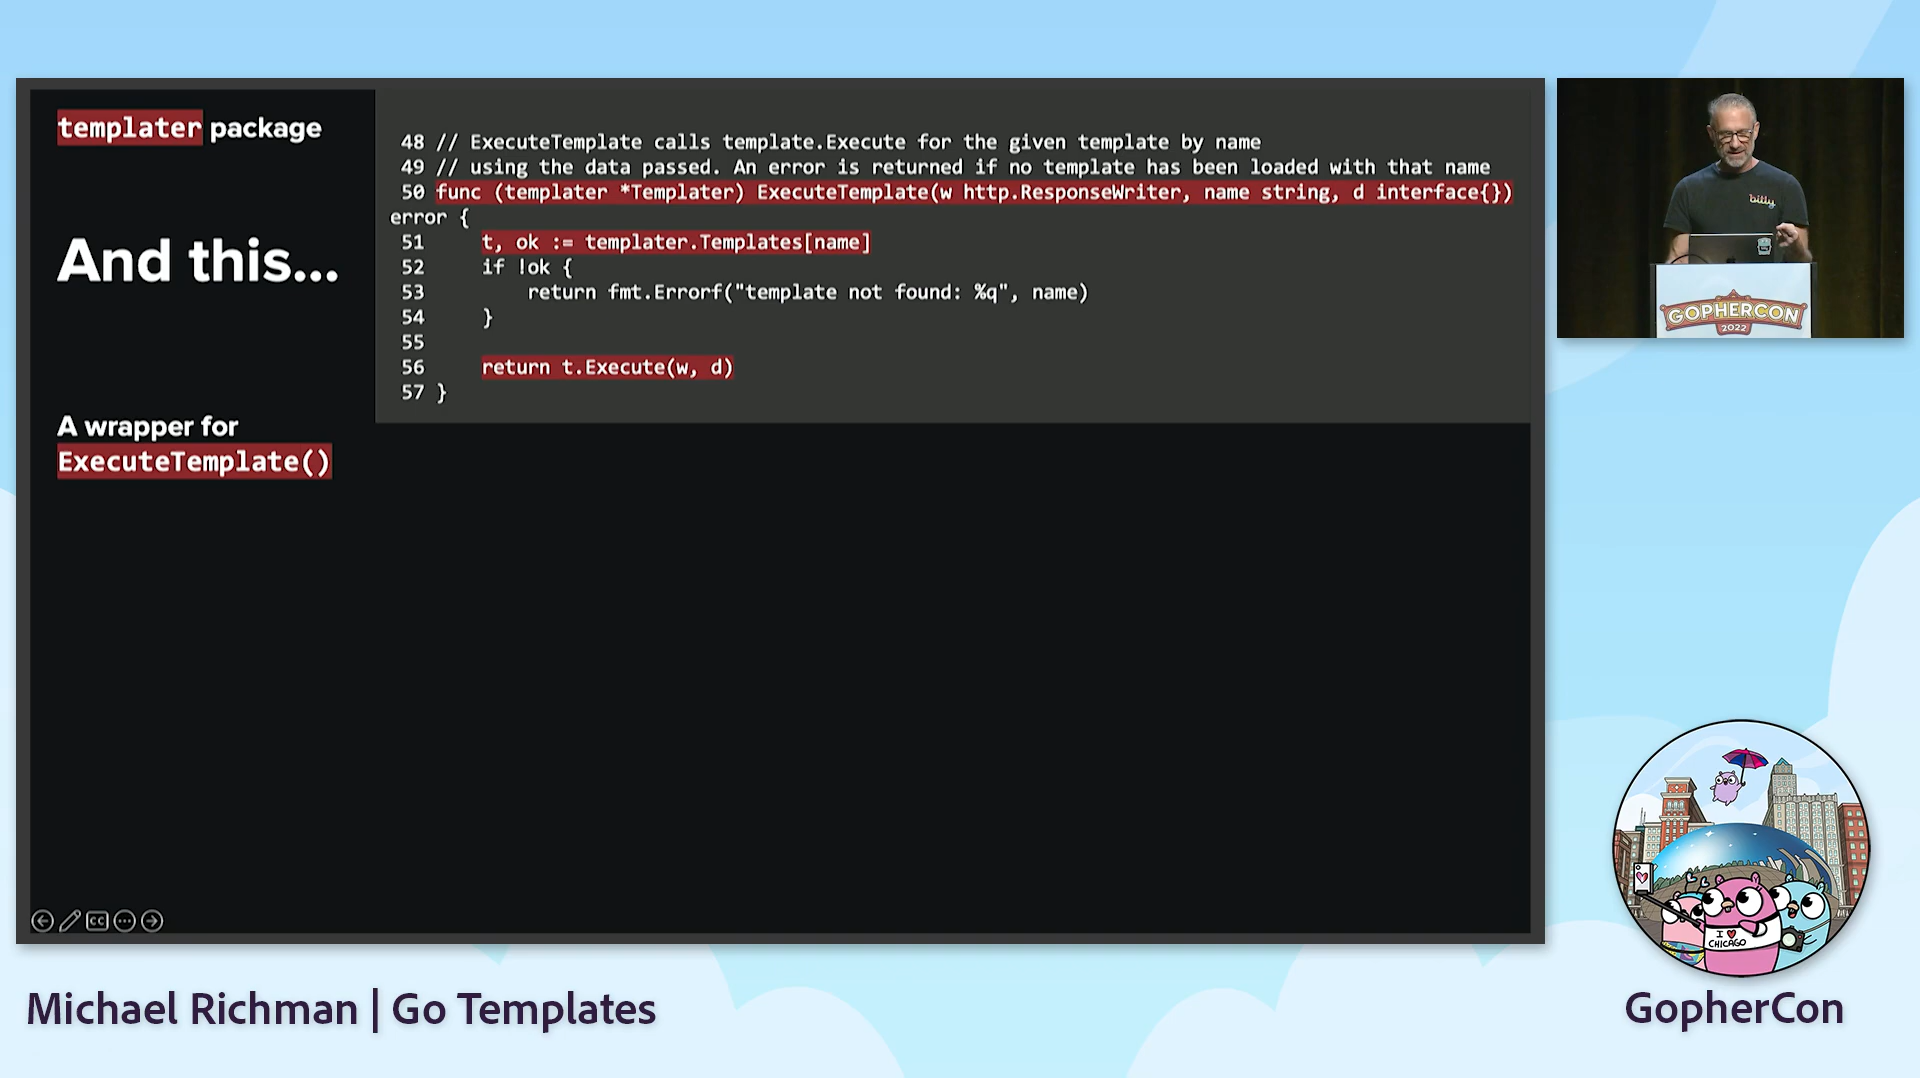 templater package
And this...
A wrapper for
ExecuteTemplate()
48 // ExecuteTemplate calls template.Execute for the given template by name
49 // using the data passed. An error is returned if no template has been loaded with that name
50 func (templater *Templater) ExecuteTemplate(w http.ResponseWriter, name string, d interface{})
error {
51 t, ok := templater.Templates[name]
52 if !ok {
53 return fmt.Errorf("template not found: %q", name)
54 }
55
56 return t.Execute(w, d)
57 }
CC
bitly
GOPHERCON
2022
I ♥
CHICAGO
Michael Richman | Go Templates
GopherCon